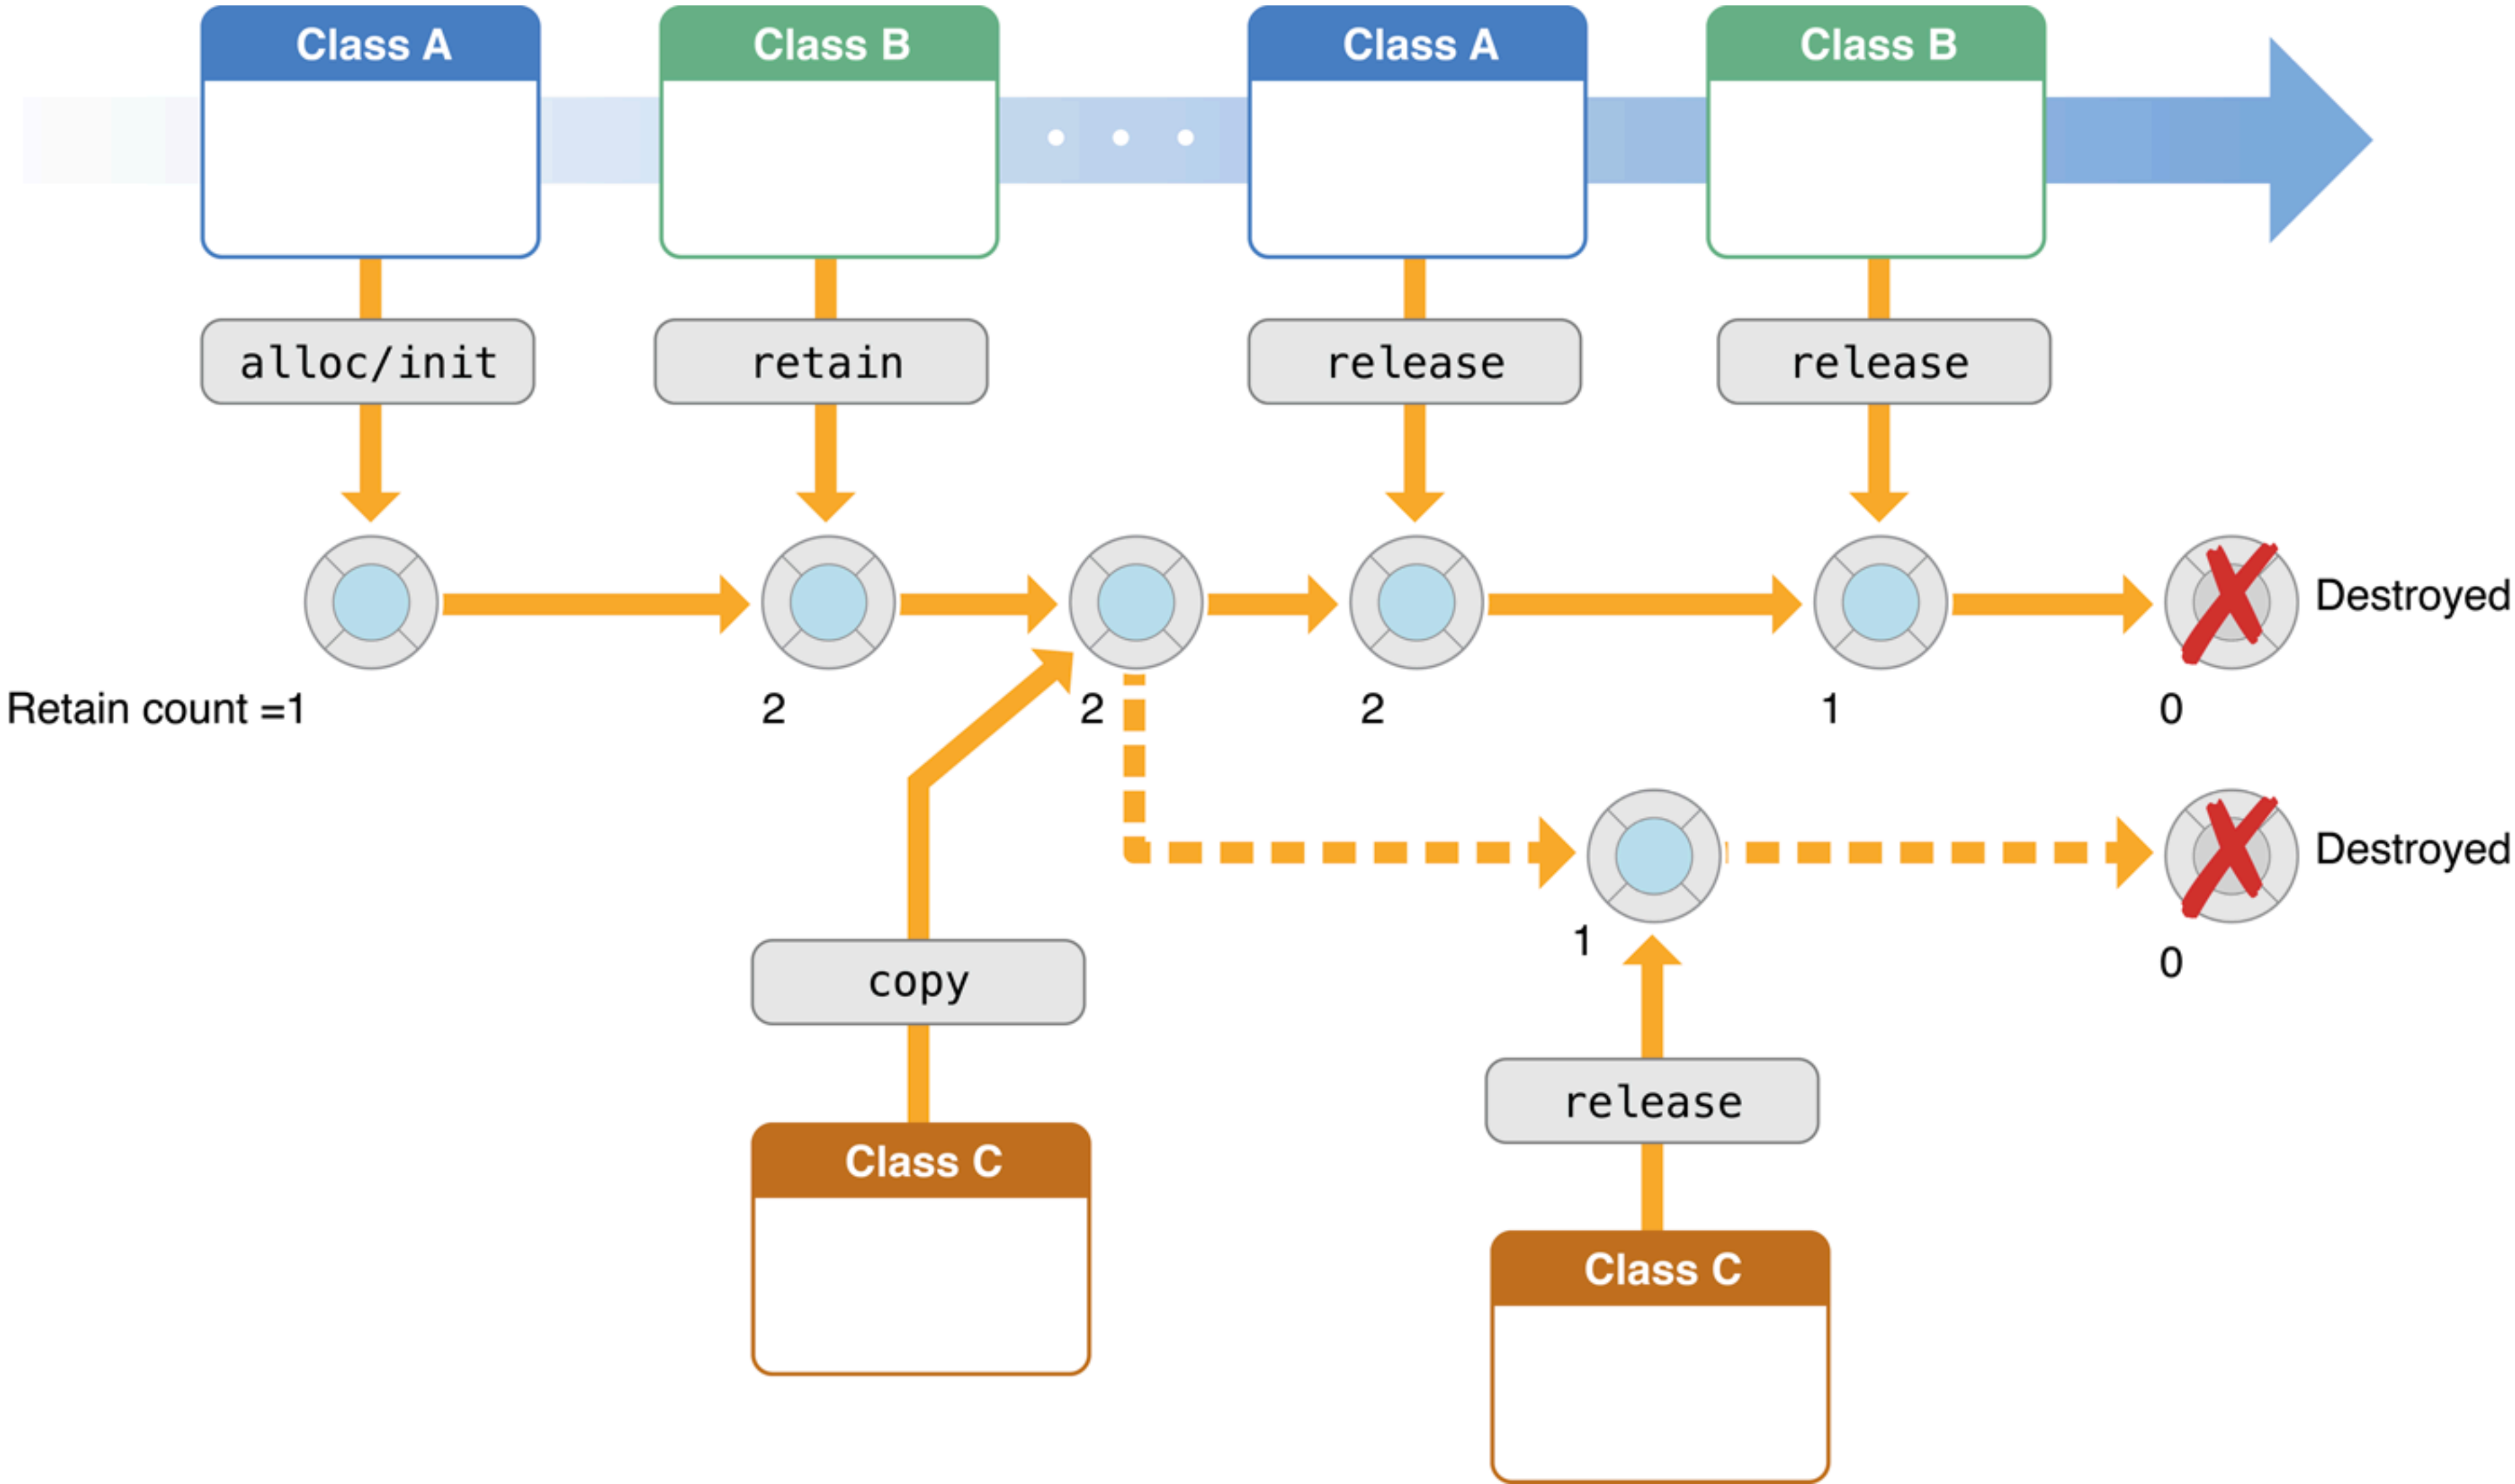 Class A
Class B
Class A
Class B
alloc/init
retain
release
release
Destroyed
Retain count =1
2
2
2
1
0
Destroyed
1
0
copy
release
Class C
Class C